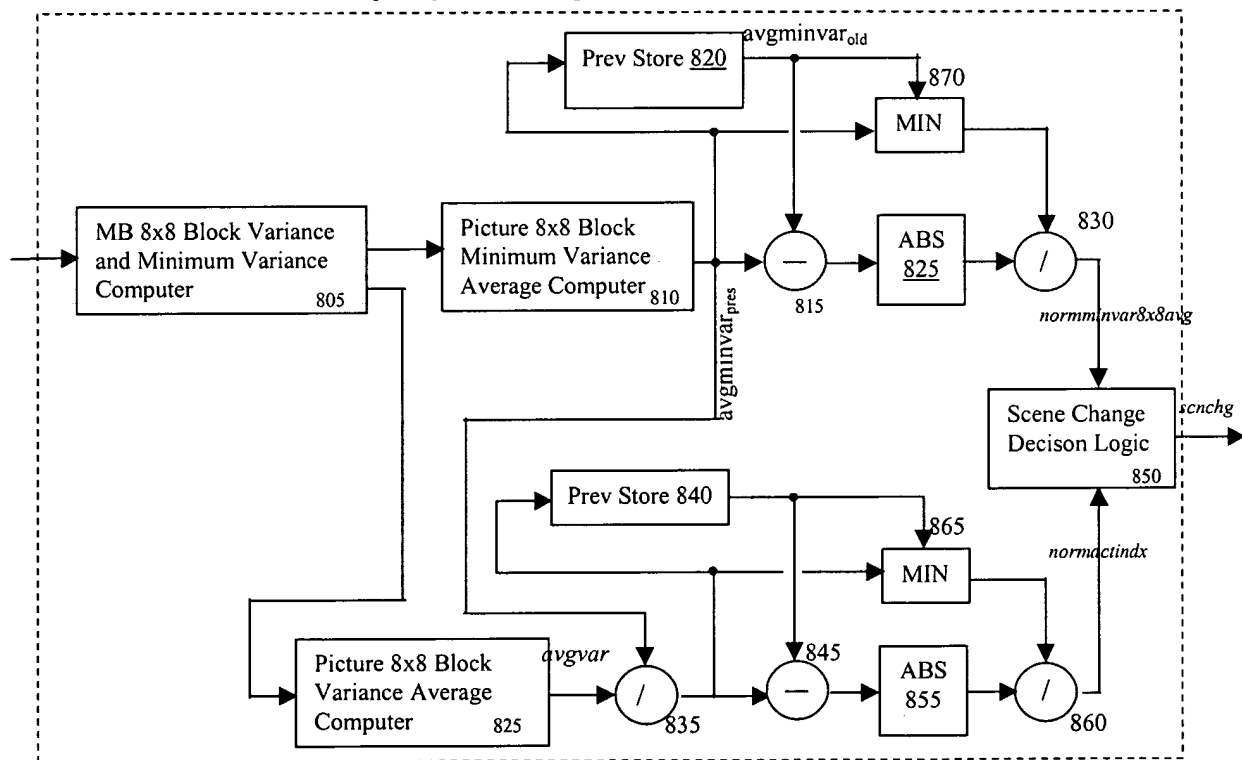 avgminvar_old
Prev Store 820
870
MIN
MB 8x8 Block Variance
and Minimum Variance
Computer
805
Picture 8x8 Block
Minimum Variance
Average Computer
810
815
ABS
825
/
830
avgminvar_pres
normminvar8x8avg
Scene Change
Decison Logic
850
scnchg
Prev Store 840
865
MIN
normactindx
Picture 8x8 Block
Variance Average
Computer
825
avgvar
/
835
845
ABS
855
/
860